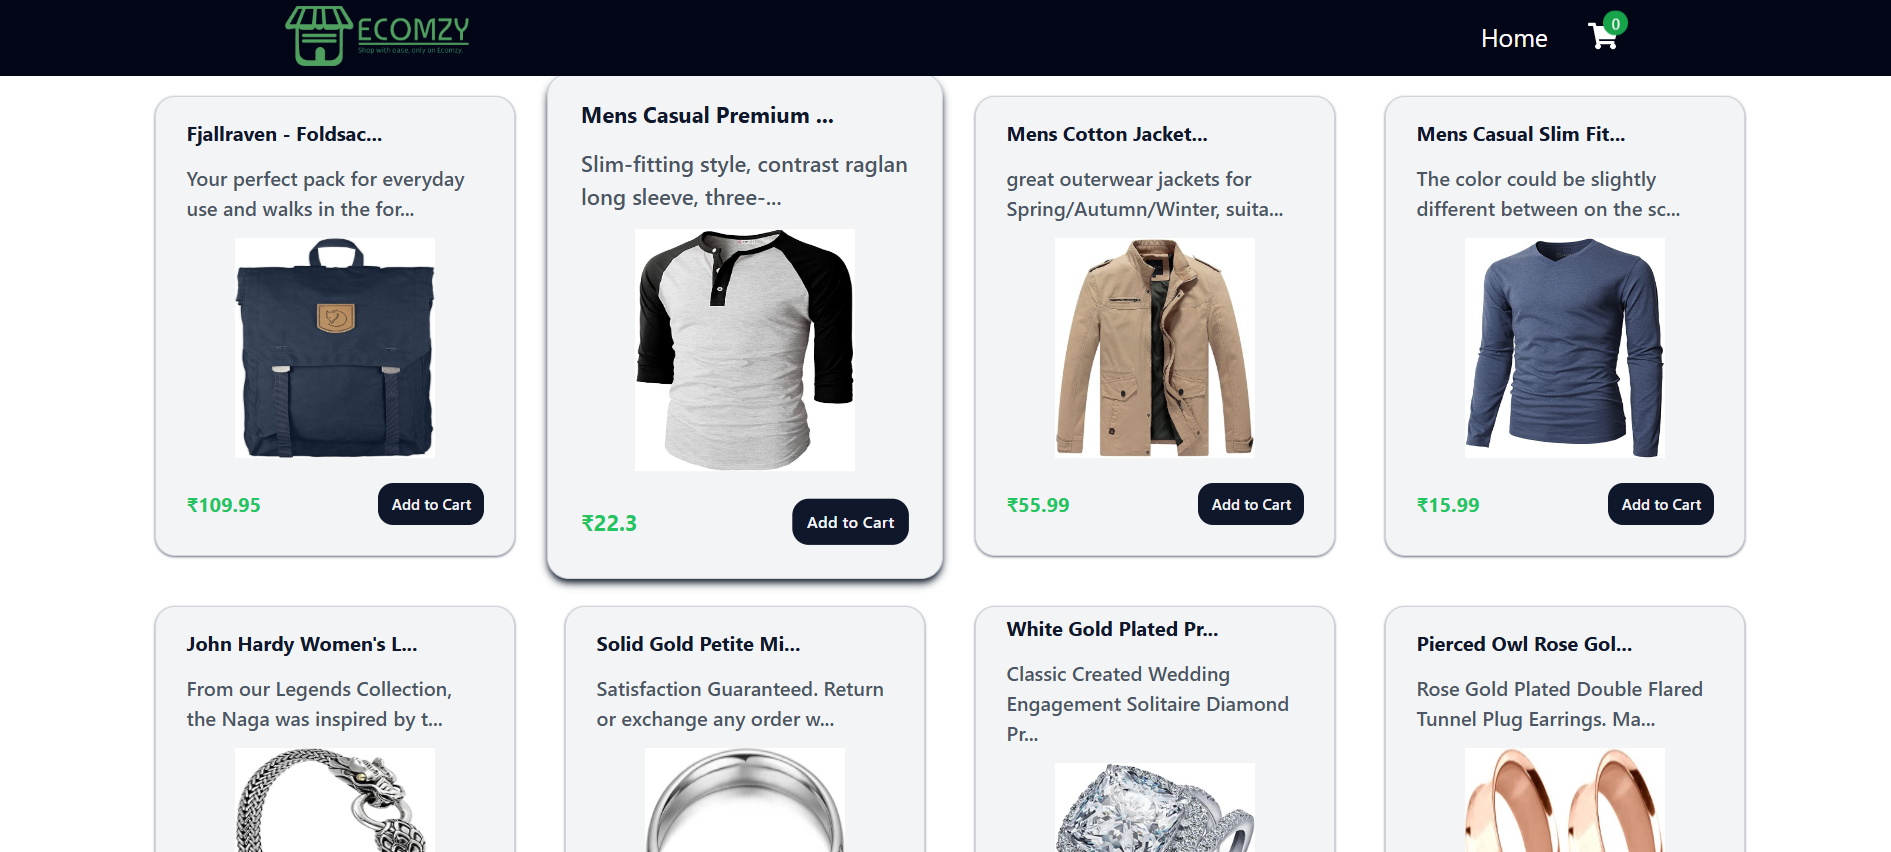 ECOMZY
Shop with ease, only on Ecomzy.
Home
0
Fjallraven - Foldsac...
Your perfect pack for everyday
use and walks in the for...
₹109.95
Add to Cart
Mens Casual Premium ...
Slim-fitting style, contrast raglan
long sleeve, three-...
₹22.3
Add to Cart
Mens Cotton Jacket...
great outerwear jackets for
Spring/Autumn/Winter, suita...
₹55.99
Add to Cart
Mens Casual Slim Fit...
The color could be slightly
different between on the sc...
₹15.99
Add to Cart
John Hardy Women's L...
From our Legends Collection,
the Naga was inspired by t...
Solid Gold Petite Mi...
Satisfaction Guaranteed. Return
or exchange any order w...
White Gold Plated Pr...
Classic Created Wedding
Engagement Solitaire Diamond
Pr...
Pierced Owl Rose Gol...
Rose Gold Plated Double Flared
Tunnel Plug Earrings. Ma...